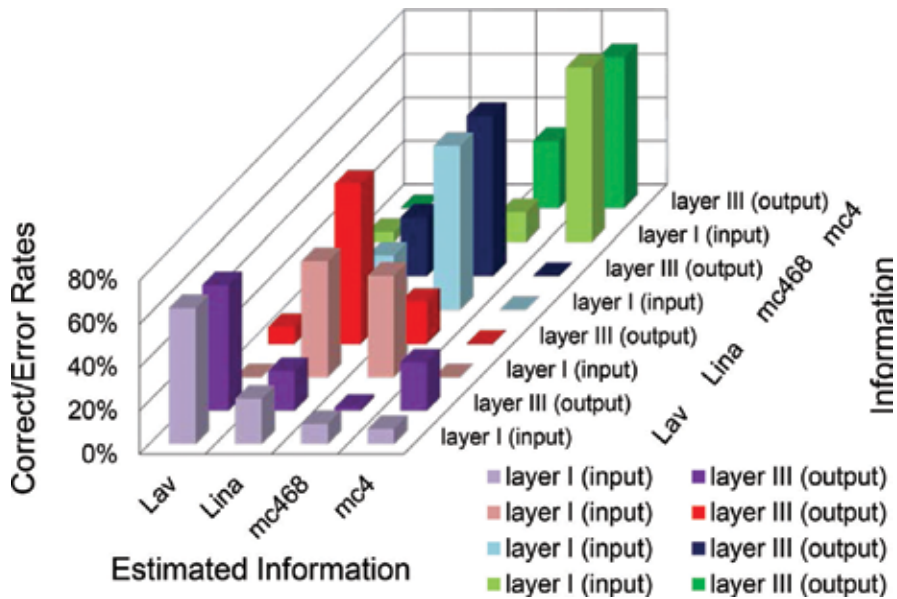 Correct/Error Rates
80%
60%
40%
20%
0%
Lav
Lina
mc468
mc4
Estimated Information
layer III (output)
layer I (input)
layer III (output)
layer I (input)
layer III (output)
layer I (input)
layer III (output)
layer I (input)
Lav
Lina
mc468
mc4
Information
layer I (input) layer III (output)
layer I (input) layer III (output)
layer I (input) layer III (output)
layer I (input) layer III (output)